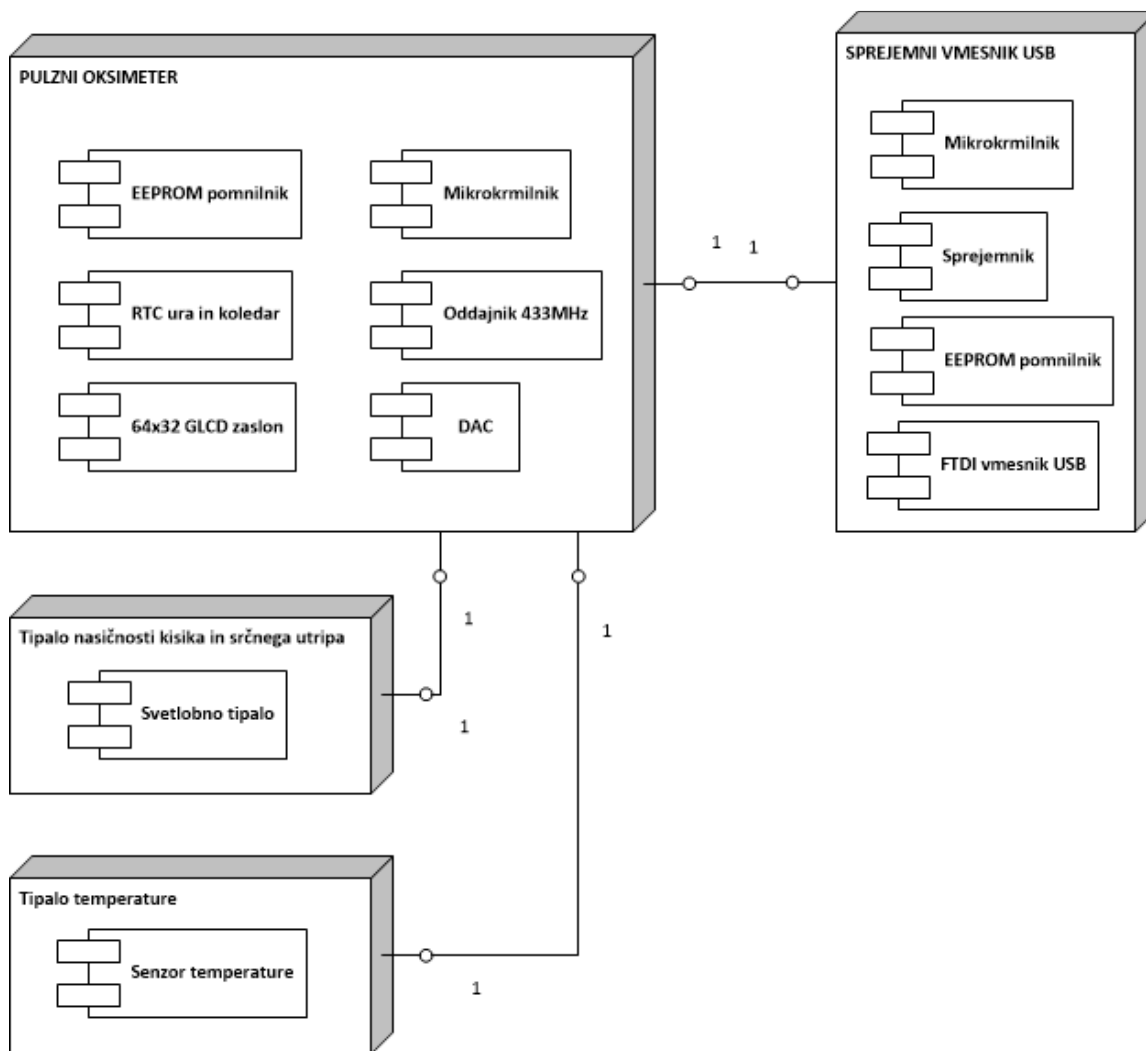 PULZNI OKSIMETER
EEPROM pomnilnik
Mikrokrmilnik
RTC ura in koledar
Oddajnik 433MHz
64x32 GLCD zaslon
DAC
SPREJEMNI VMESNIK USB
Mikrokrmilnik
Sprejemnik
EEPROM pomnilnik
FTDI vmesnik USB
1
1
Tipalo nasičnosti kisika in srčnega utripa
Svetlobno tipalo
1
1
1
Tipalo temperature
Senzor temperature
1